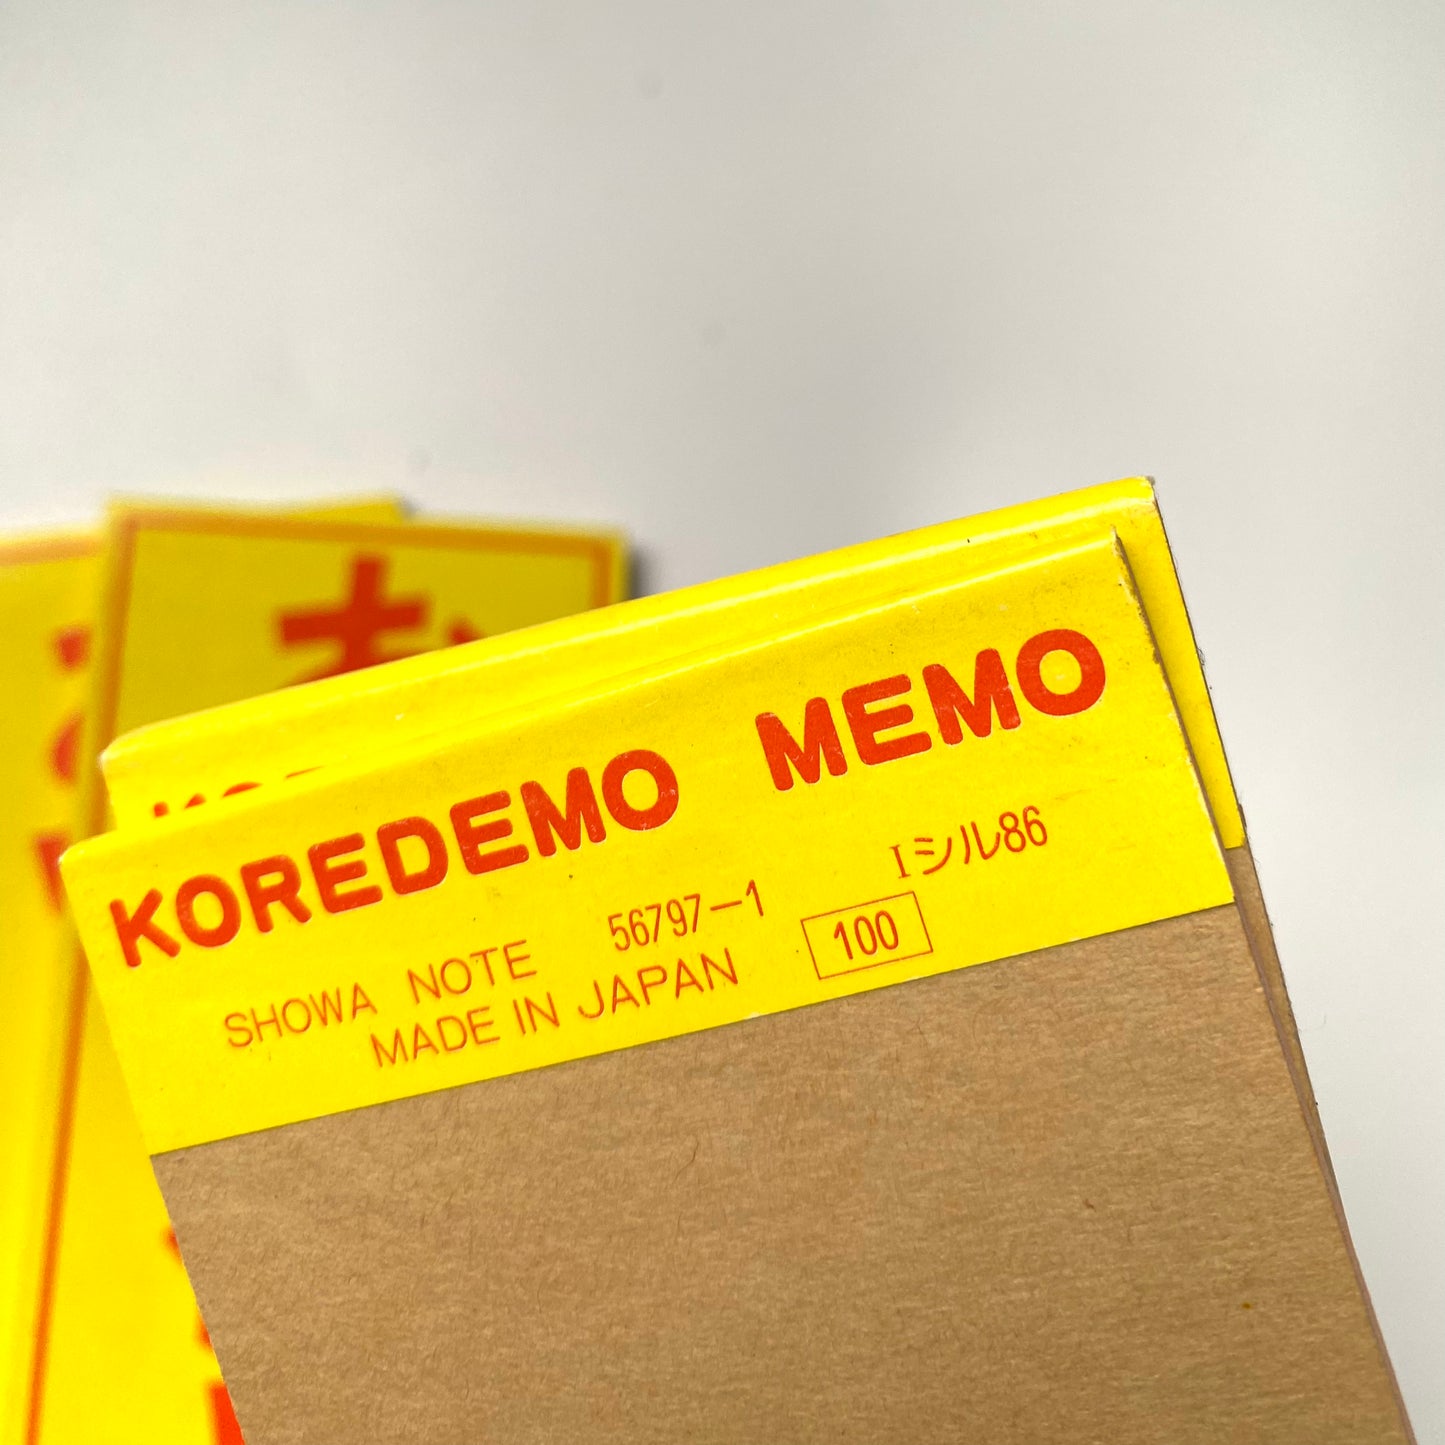 KOREDEMO MEMO
Iシル86
SHOWA NOTE 56797-1
MADE IN JAPAN 100